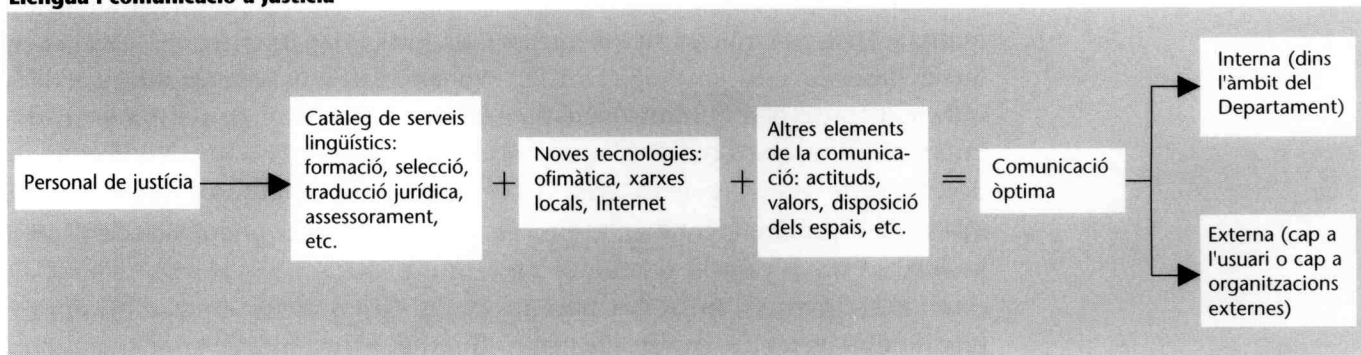 Llengua i comunicació a Justícia
Personal de justícia
Catàleg de serveis
lingüístics:
formació, selecció,
traducció jurídica,
assessorament,
etc.
+
Noves tecnologies:
ofimàtica, xarxes
locals, Internet
+
Altres elements
de la comunica-
ció: actituds,
valors, disposició
dels espais, etc.
=
Comunicació
òptima
Interna (dins
l'àmbit del
Departament)
Externa (cap a
l'usuari o cap a
organitzacions
externes)